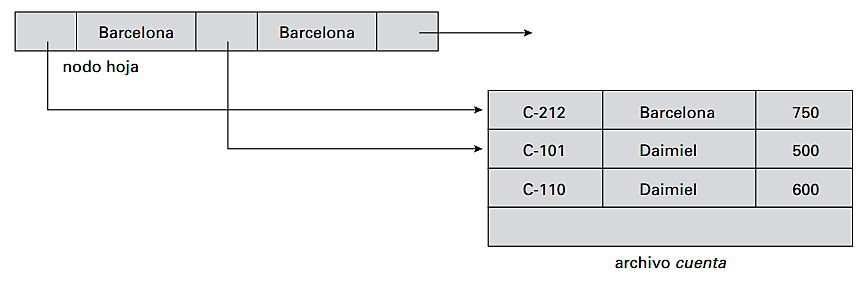 Barcelona Barcelona
nodo hoja
C-212 Barcelona 750
C-101 Daimiel 500
C-110 Daimiel 600
archivo cuenta